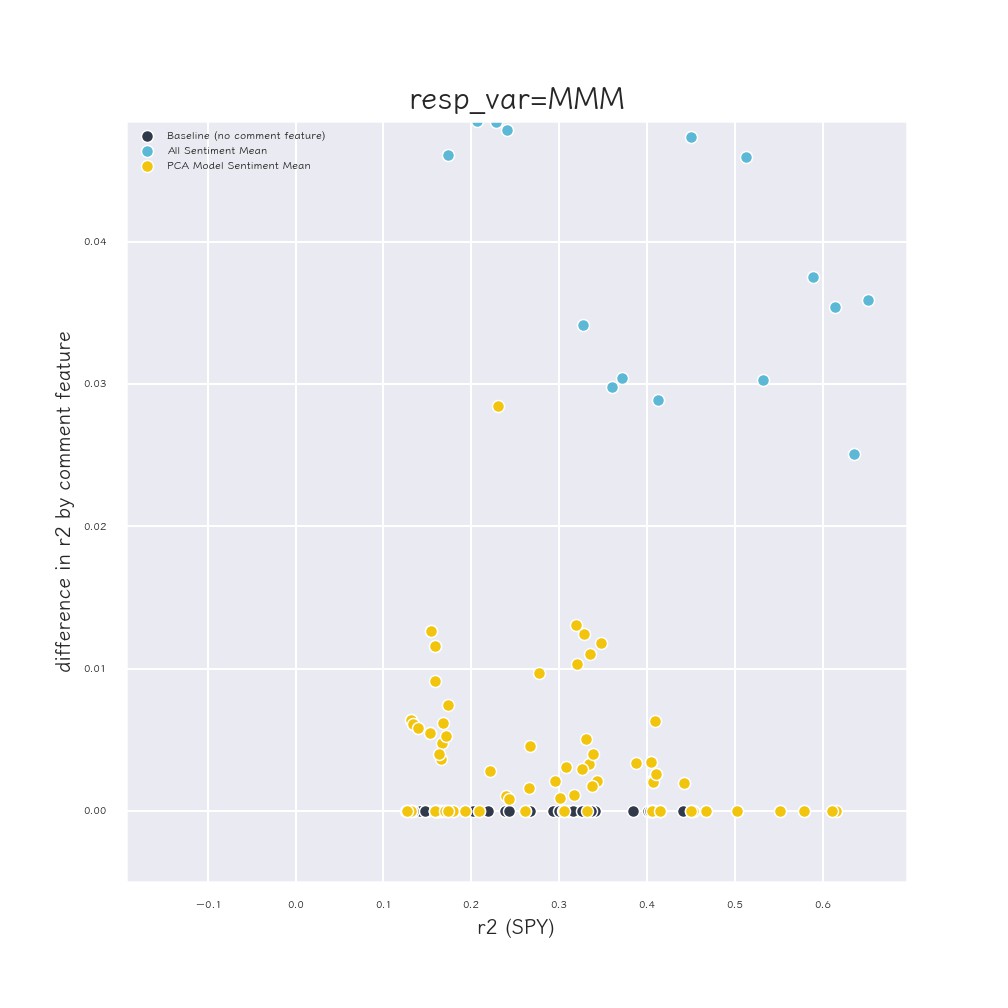 resp_var=MMM
Baseline (no comment feature)
All Sentiment Mean
PCA Model Sentiment Mean
difference in r2 by comment feature
0.04
0.03
0.02
0.01
0.00
−0.1 0.0 0.1 0.2 0.3 0.4 0.5 0.6
r2 (SPY)